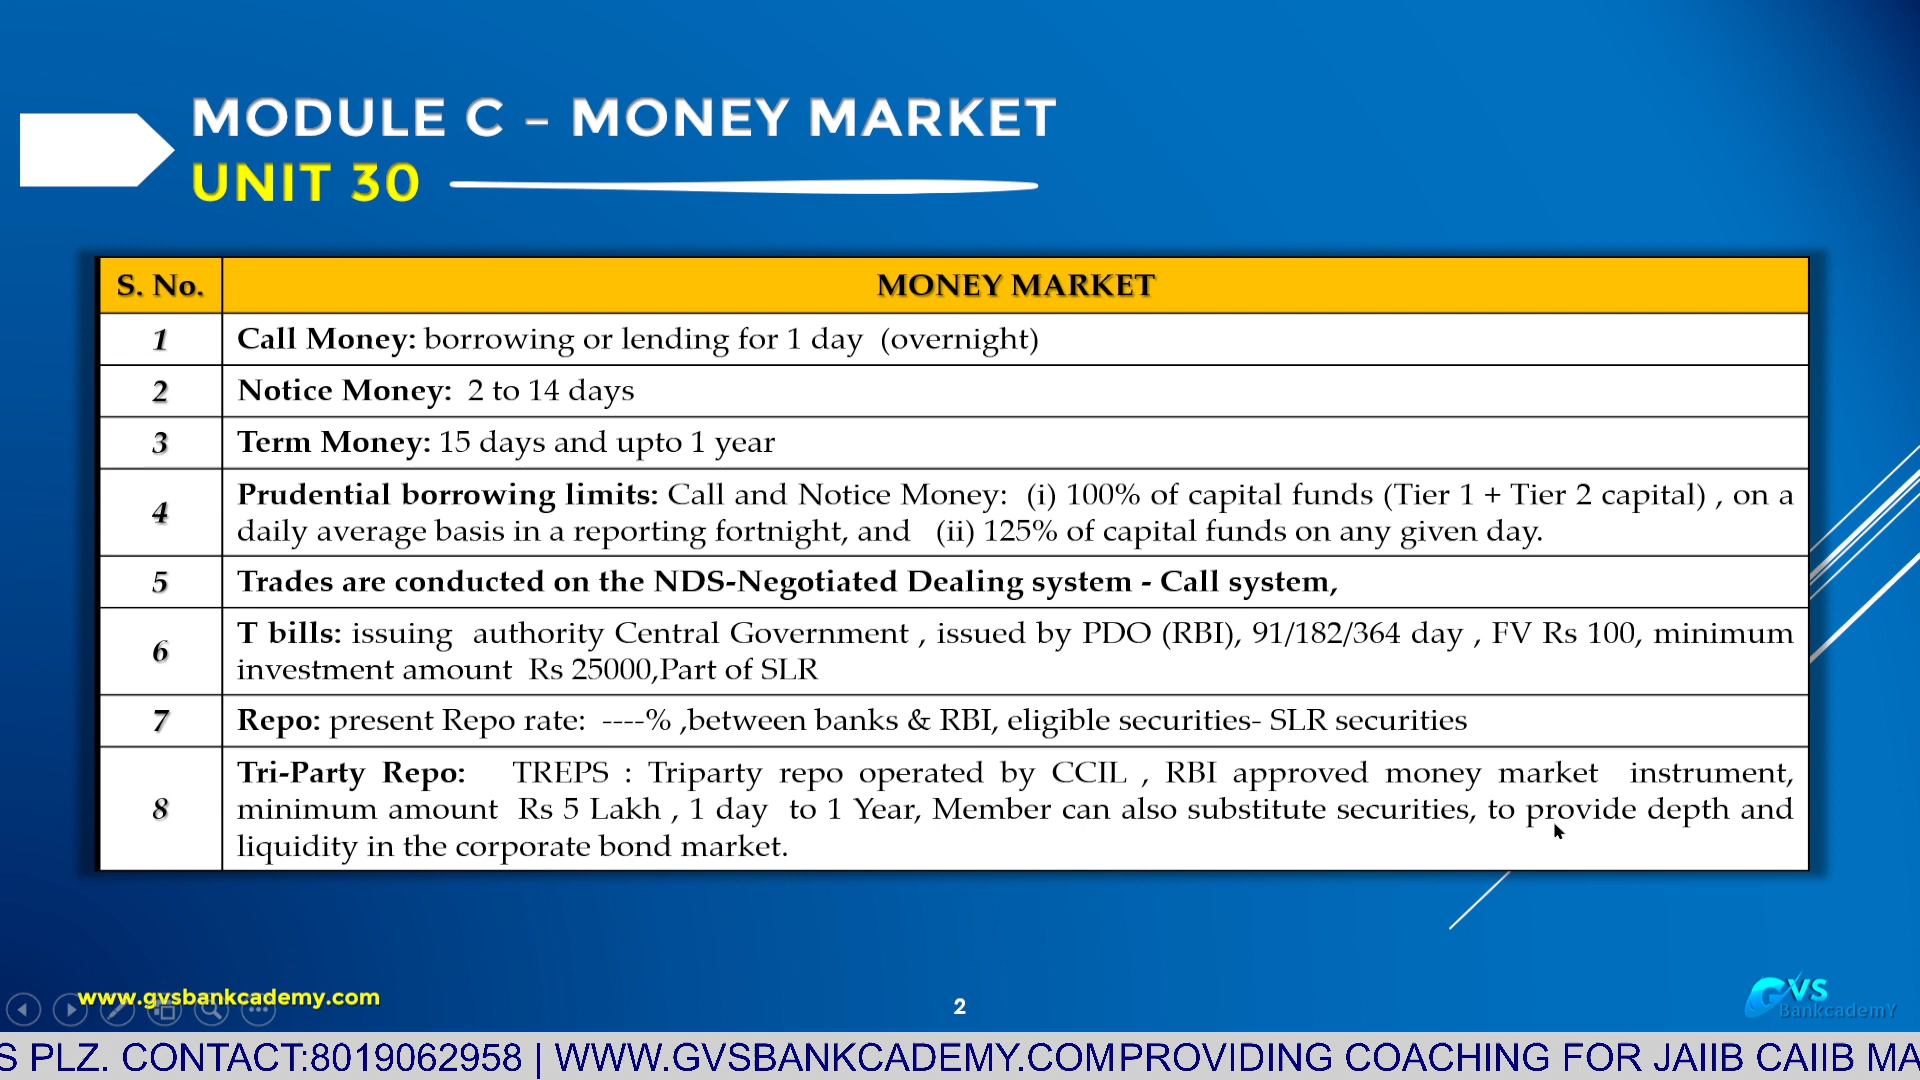 MODULE C – MONEY MARKET
UNIT 30
S. No. MONEY MARKET
1 Call Money: borrowing or lending for 1 day (overnight)
2 Notice Money: 2 to 14 days
3 Term Money: 15 days and upto 1 year
4 Prudential borrowing limits: Call and Notice Money: (i) 100% of capital funds (Tier 1 + Tier 2 capital) , on a
daily average basis in a reporting fortnight, and (ii) 125% of capital funds on any given day.
5 Trades are conducted on the NDS-Negotiated Dealing system - Call system,
6 T bills: issuing authority Central Government , issued by PDO (RBI), 91/182/364 day , FV Rs 100, minimum
investment amount Rs 25000,Part of SLR
7 Repo: present Repo rate: ----% ,between banks & RBI, eligible securities- SLR securities
8 Tri-Party Repo: TREPS : Triparty repo operated by CCIL , RBI approved money market instrument,
minimum amount Rs 5 Lakh , 1 day to 1 Year, Member can also substitute securities, to provide depth and
liquidity in the corporate bond market.
www.gvsbankcademy.com
2
GVS
BankcademY
S PLZ. CONTACT:8019062958 | WWW.GVSBANKCADEMY.COMPROVIDING COACHING FOR JAIIB CAIIB MA